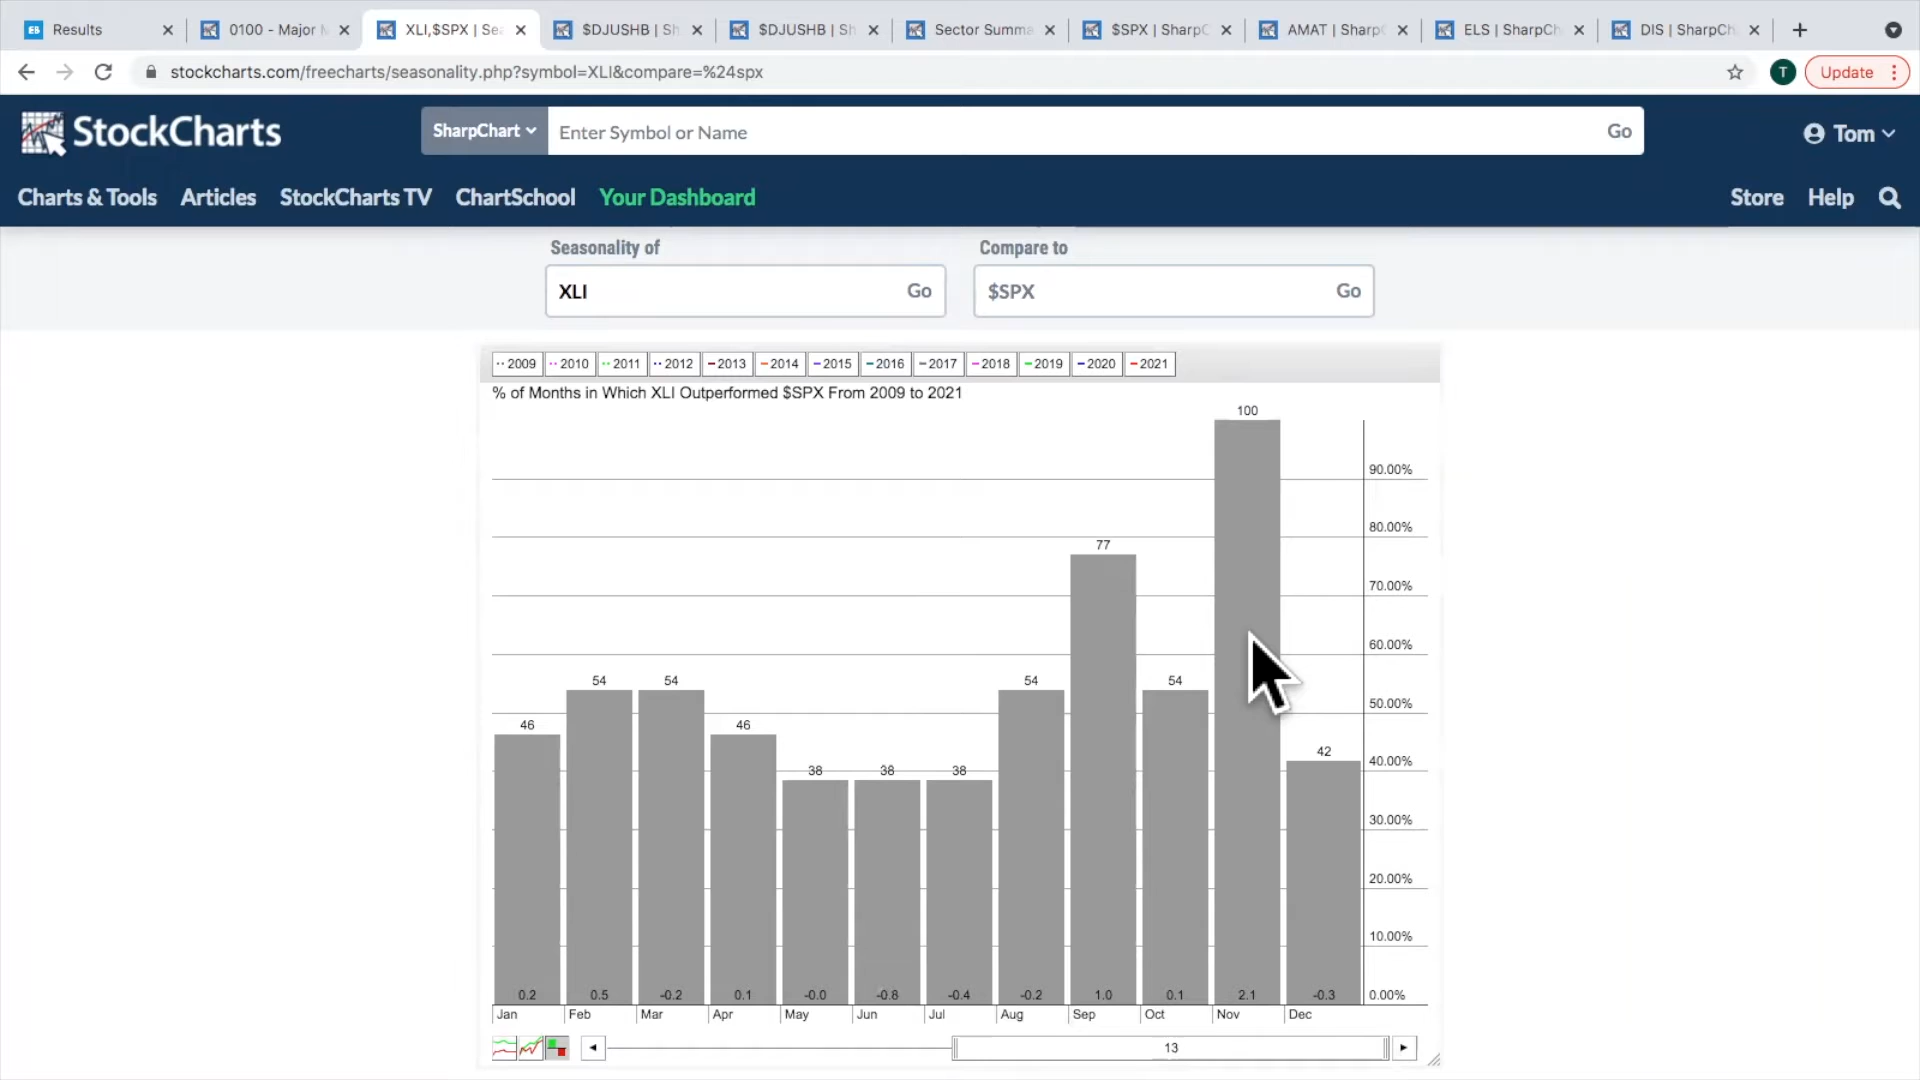 Results
0100 - Major
XLI,$SPX | Sea
$DJUSHB | Sh
$DJUSHB | Sh
Sector Summa
$SPX | SharpC
AMAT | SharpC
ELS | SharpCh
DIS | SharpCh
stockcharts.com/freecharts/seasonality.php?symbol=XLI&compare=%24spx
T
Update
StockCharts
SharpChart
Enter Symbol or Name
Go
Tom
Charts & Tools Articles StockCharts TV ChartSchool Your Dashboard
Store Help
Seasonality of
Compare to
XLI Go
$SPX Go
2009 2010 2011 2012 2013 2014 2015 2016 2017 2018 2019 2020 2021
% of Months in Which XLI Outperformed $SPX From 2009 to 2021
100
90.00%
80.00%
77
70.00%
60.00%
54 54 54 54
50.00%
46 46
42
40.00%
38 38 38
30.00%
20.00%
10.00%
0.2 0.5 -0.2 0.1 -0.0 -0.8 -0.4 -0.2 1.0 0.1 2.1 -0.3 0.00%
Jan Feb Mar Apr May Jun Jul Aug Sep Oct Nov Dec
13